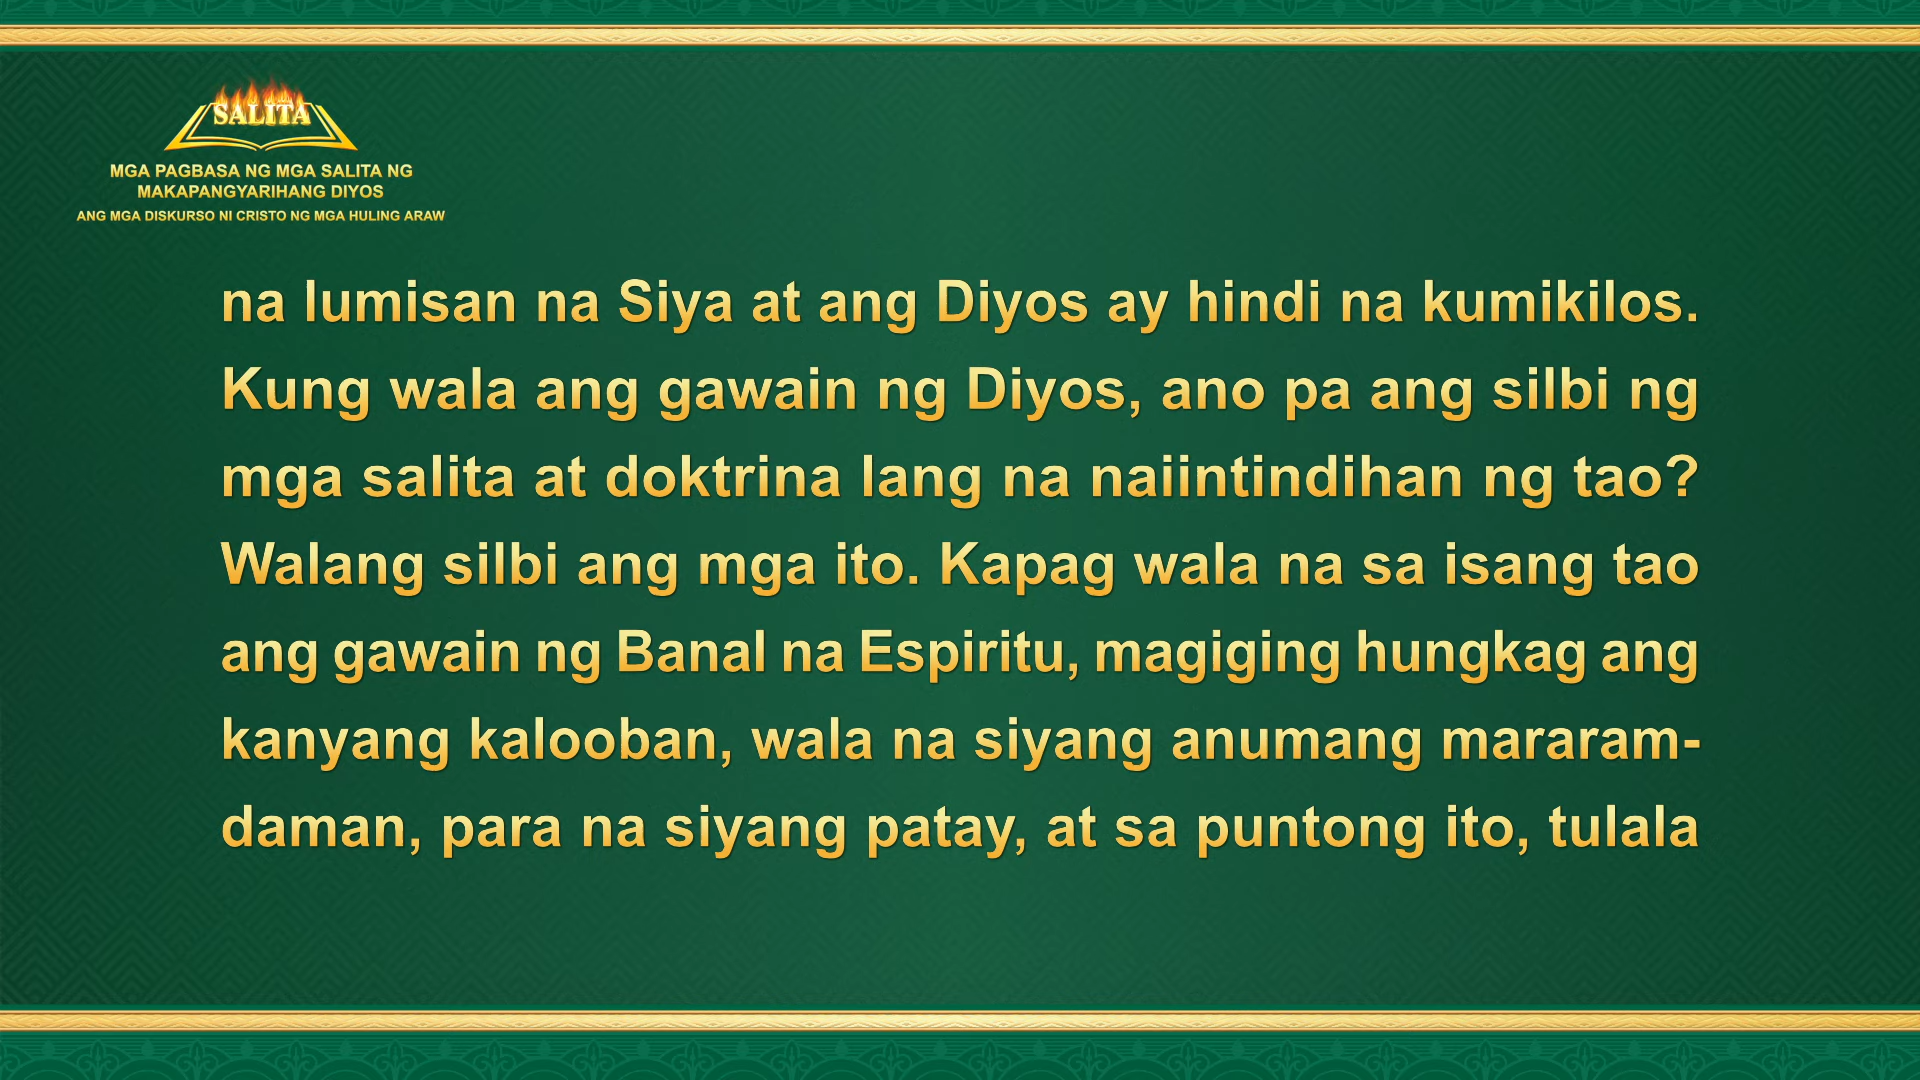 SALITA
MGA PAGBASA NG MGA SALITA NG
MAKAPANGYARIHANG DIYOS
ANG MGA DISKURSO NI CRISTO NG MGA HULING ARAW
na lumisan na Siya at ang Diyos ay hindi na kumikilos.
Kung wala ang gawain ng Diyos, ano pa ang silbi ng
mga salita at doktrina lang na naiintindihan ng tao?
Walang silbi ang mga ito. Kapag wala na sa isang tao
ang gawain ng Banal na Espiritu, magiging hungkag ang
kanyang kalooban, wala na siyang anumang mararam-
daman, para na siyang patay, at sa puntong ito, tulala